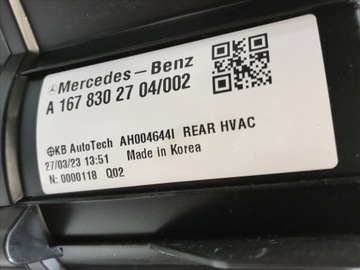 Mercedes-Benz
A 167 830 27 04/002
KB AutoTech AH004644I REAR HVAC
27/03/23 13:51 Made in Korea
N: 0000118 Q02